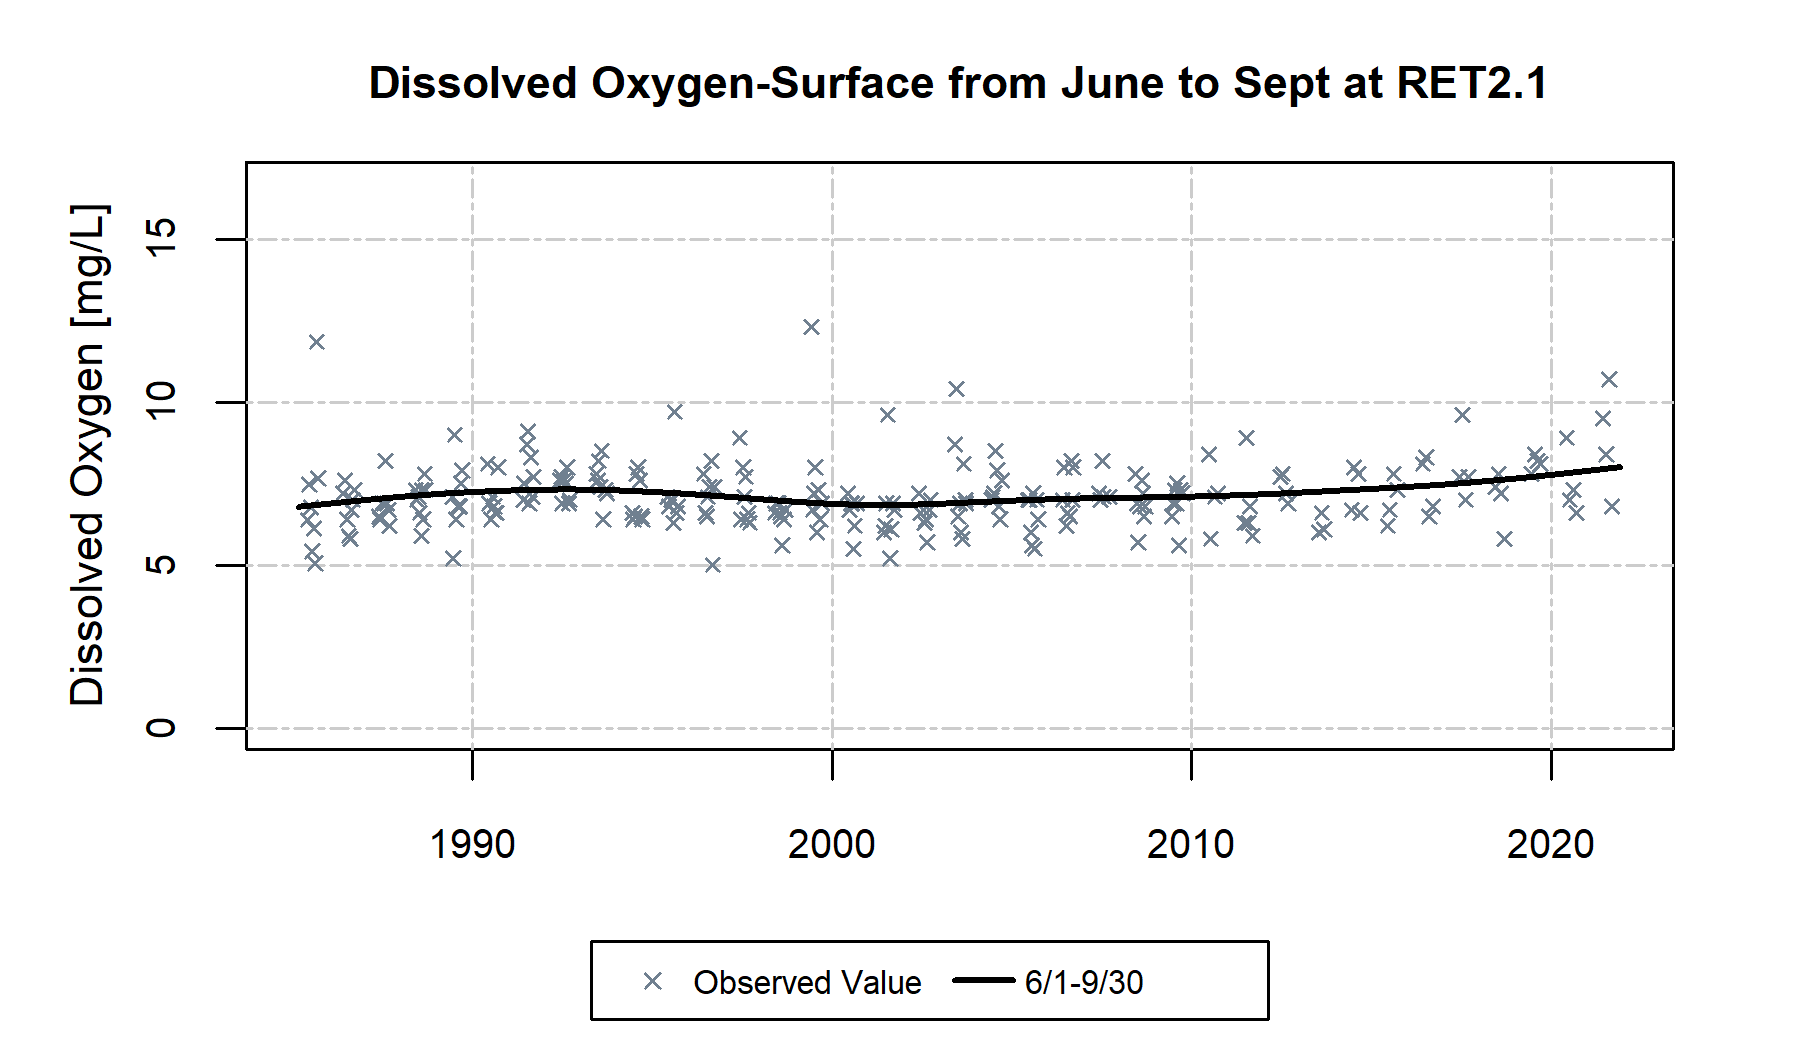 Dissolved Oxygen-Surface from June to Sept at RET2.1
Dissolved Oxygen [mg/L]
15
10
5
0
1990 2000 2010 2020
Observed Value 6/1-9/30